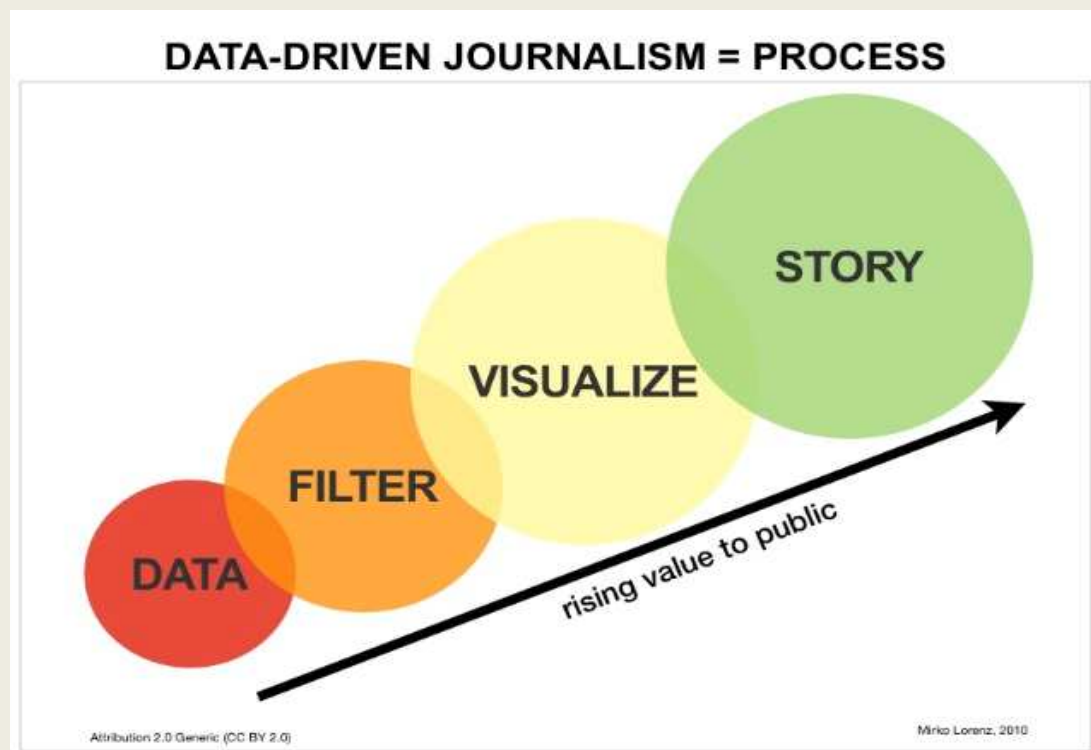 DATA-DRIVEN JOURNALISM = PROCESS
STORY
VISUALIZE
FILTER
DATA
rising value to public
Attribution 2.0 Generic (CC BY 2.0)
Mirko Lorenz, 2010